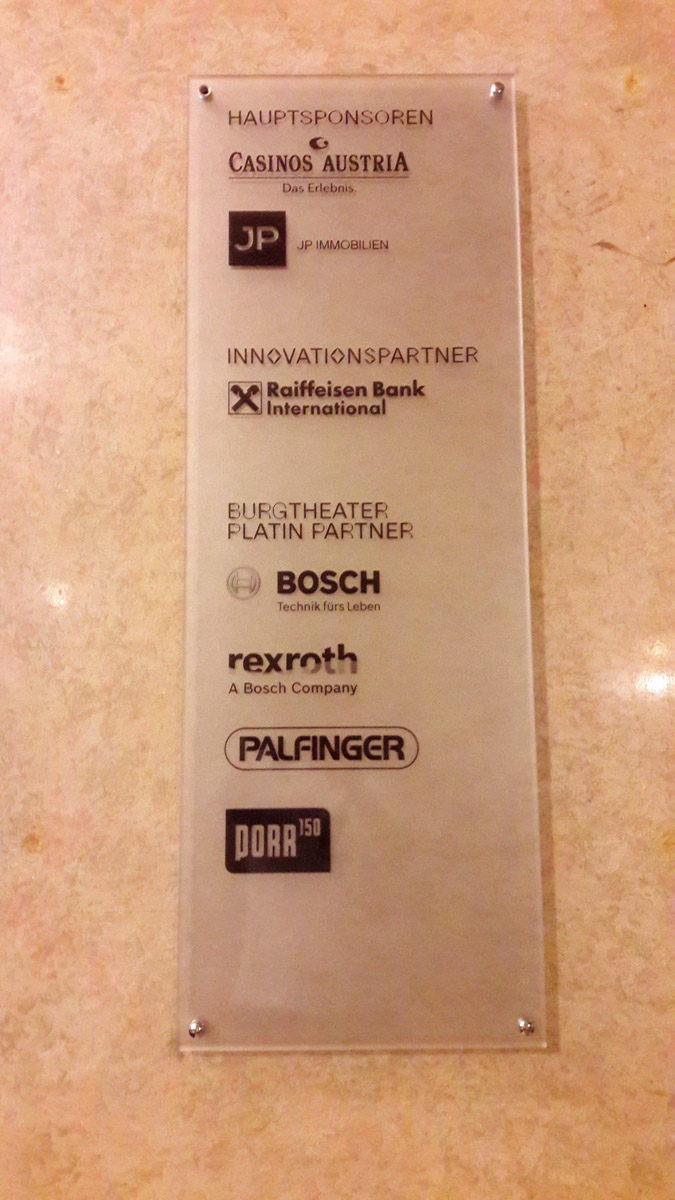 HAUPTSPONSOREN
CASINOS AUSTRIA
Das Erlebnis.
JP
JP IMMOBILIEN
INNOVATIONSPARTNER
Raiffeisen Bank
International
BURGTHEATER
PLATIN PARTNER
BOSCH
Technik fürs Leben
rexroth
A Bosch Company
PALFINGER
PORR 150